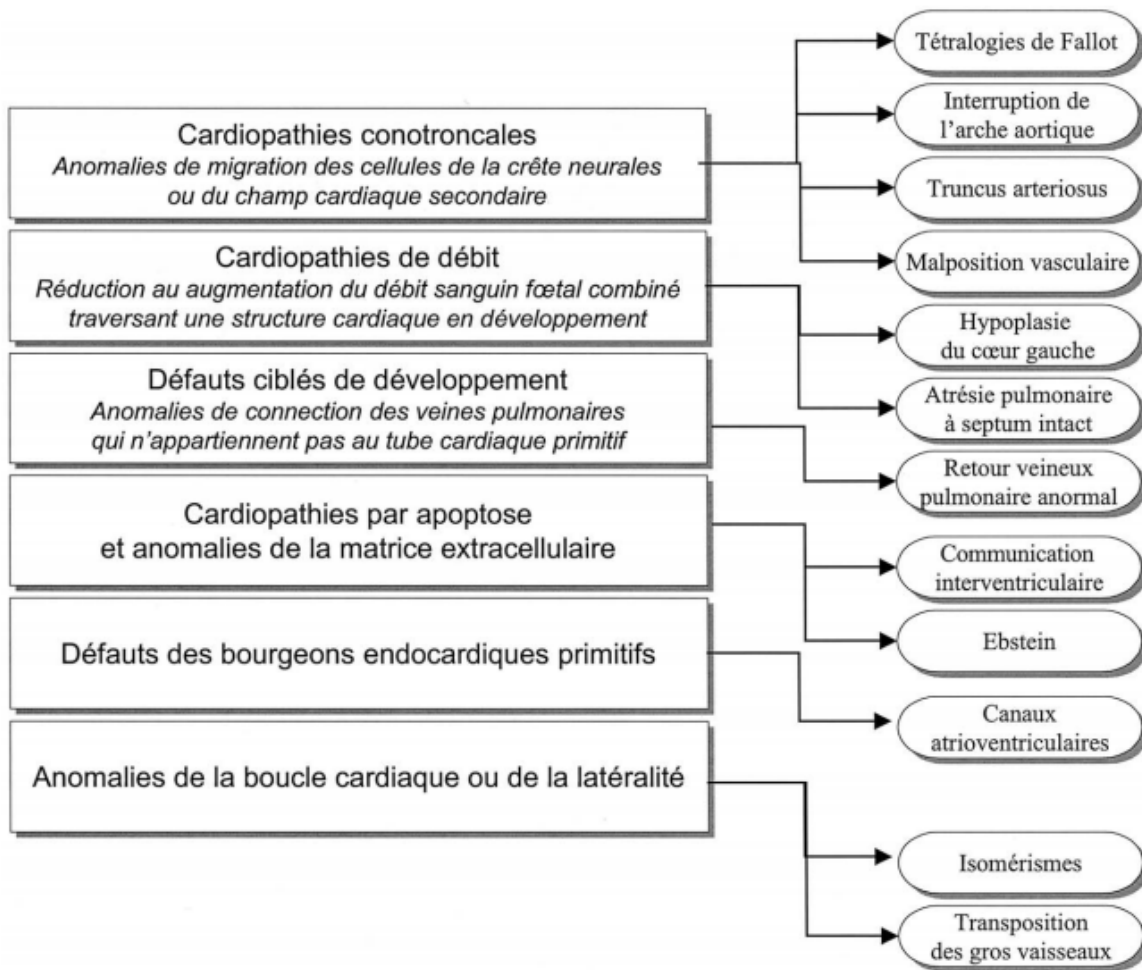 Cardiopathies conotroncales
Anomalies de migration des cellules de la crête neurales
ou du champ cardiaque secondaire
Cardiopathies de débit
Réduction au augmentation du débit sanguin fœtal combiné
traversant une structure cardiaque en développement
Défauts ciblés de développement
Anomalies de connection des veines pulmonaires
qui n'appartiennent pas au tube cardiaque primitif
Cardiopathies par apoptose
et anomalies de la matrice extracellulaire
Défauts des bourgeons endocardiques primitifs
Anomalies de la boucle cardiaque ou de la latéralité
Tétralogies de Fallot
Interruption de
l'arche aortique
Truncus arteriosus
Malposition vasculaire
Hypoplasie
du cœur gauche
Atrésie pulmonaire
à septum intact
Retour veineux
pulmonaire anormal
Communication
interventriculaire
Ebstein
Canaux
atrioventriculaires
Isomérismes
Transposition
des gros vaisseaux